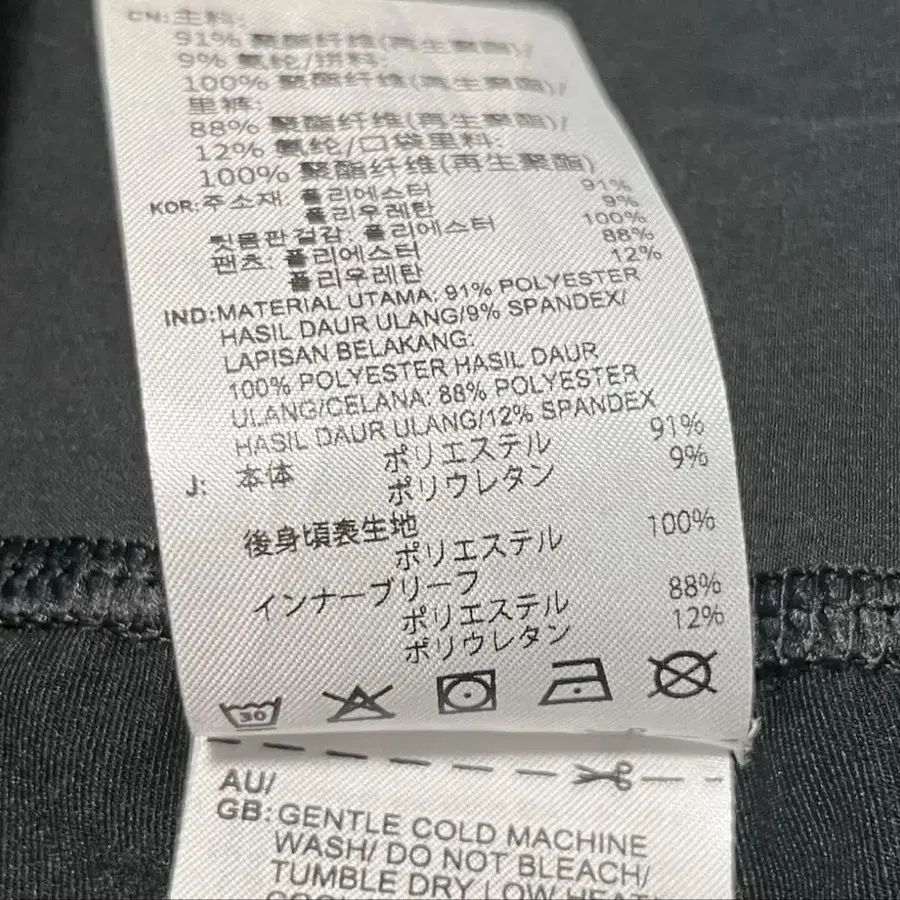 CN:主料:
91% 聚酯纤维(再生聚酯)/
9% 氨纶/拼料:
100% 聚酯纤维(再生聚酯)/
里裤:
88% 聚酯纤维(再生聚酯)/
12% 氨纶/口袋里料:
100% 聚酯纤维(再生聚酯)
KOR:주소재: 폴리에스터 91%
폴리우레탄 9%
뒷몸판겉감: 폴리에스터 100%
팬츠: 폴리에스터 88%
폴리우레탄 12%
IND:MATERIAL UTAMA: 91% POLYESTER
HASIL DAUR ULANG/9% SPANDEX/
LAPISAN BELAKANG:
100% POLYESTER HASIL DAUR
ULANG/CELANA: 88% POLYESTER
HASIL DAUR ULANG/12% SPANDEX
J: 本体 ポリエステル 91%
ポリウレタン 9%
後身頃裏生地
ポリエステル 100%
インナーブリーフ
ポリエステル 88%
ポリウレタン 12%
30
AU/
GB:GENTLE COLD MACHINE
WASH/ DO NOT BLEACH/
TUMBLE DRY LOW HEAT/